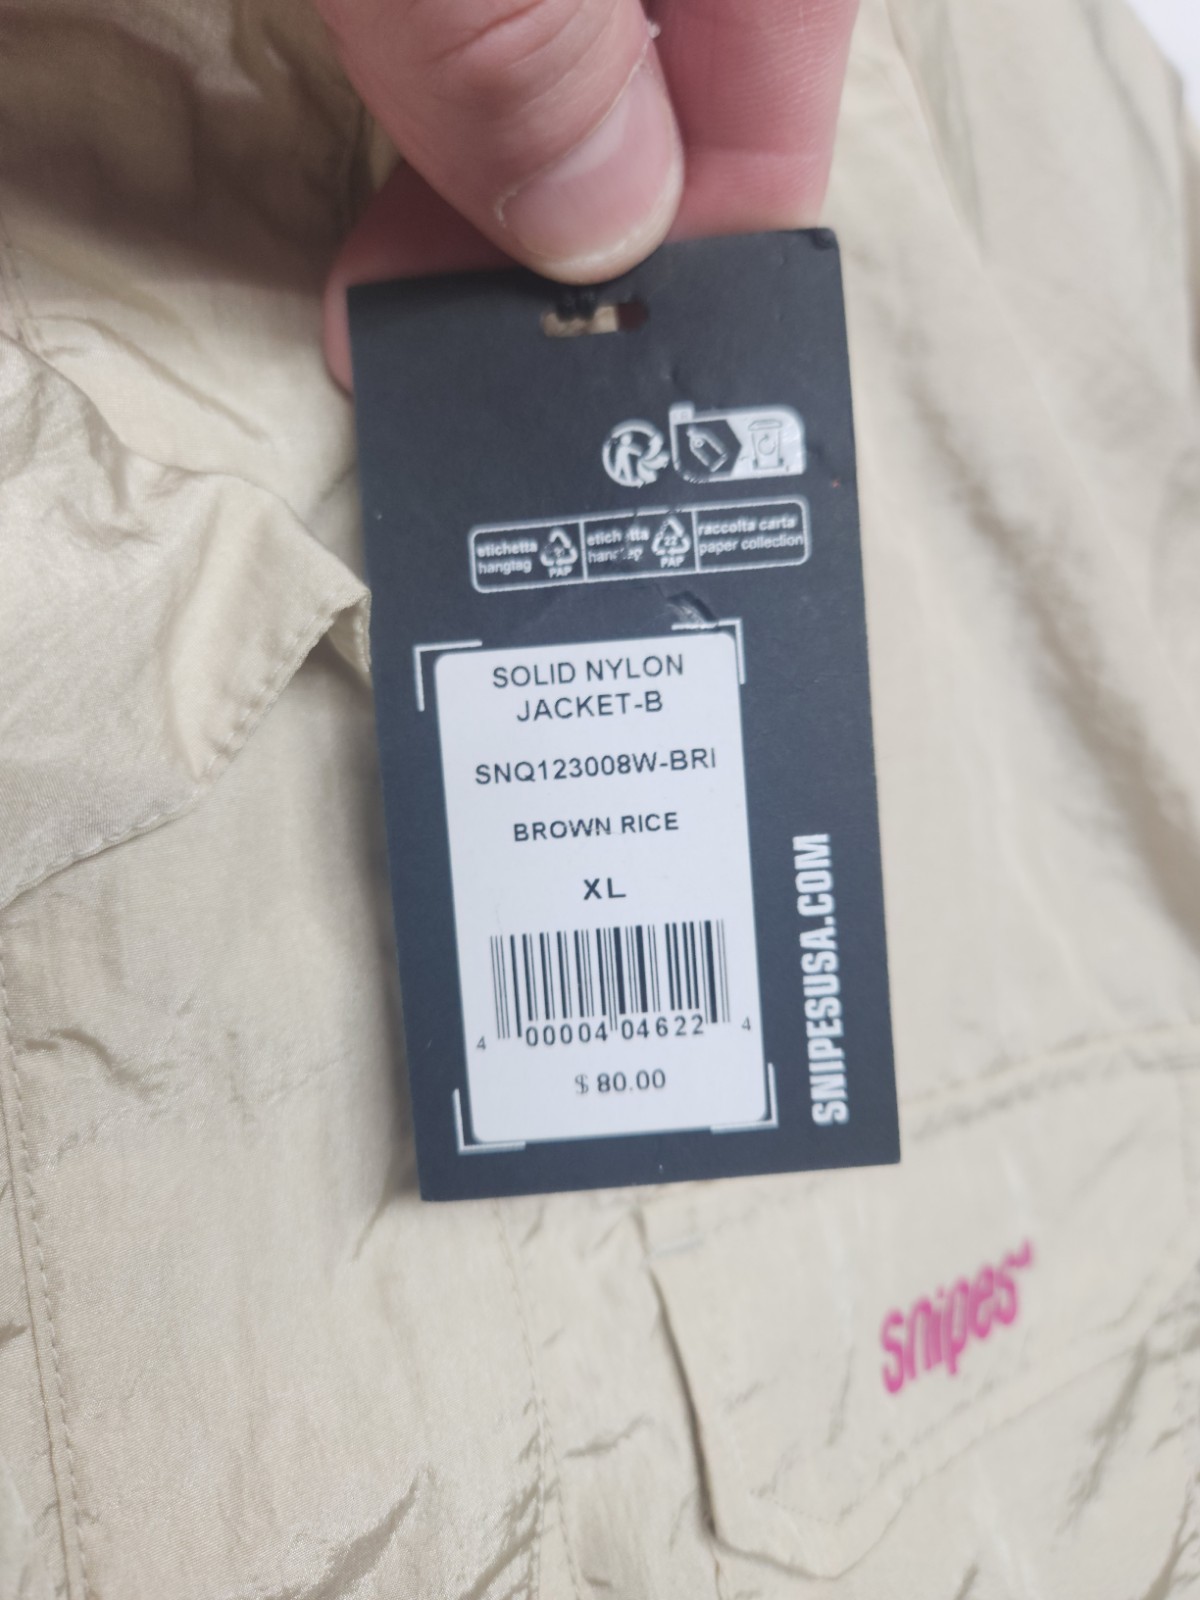 etichetta
hangtag
PAP
etichetta
hangtag
22
PAP
raccolta carta
paper collection
SOLID NYLON
JACKET-B
SNQ123008W-BRI
BROWN RICE
XL
4 00004 04622 4
$ 80.00
SNIPESUSA.COM
snipes